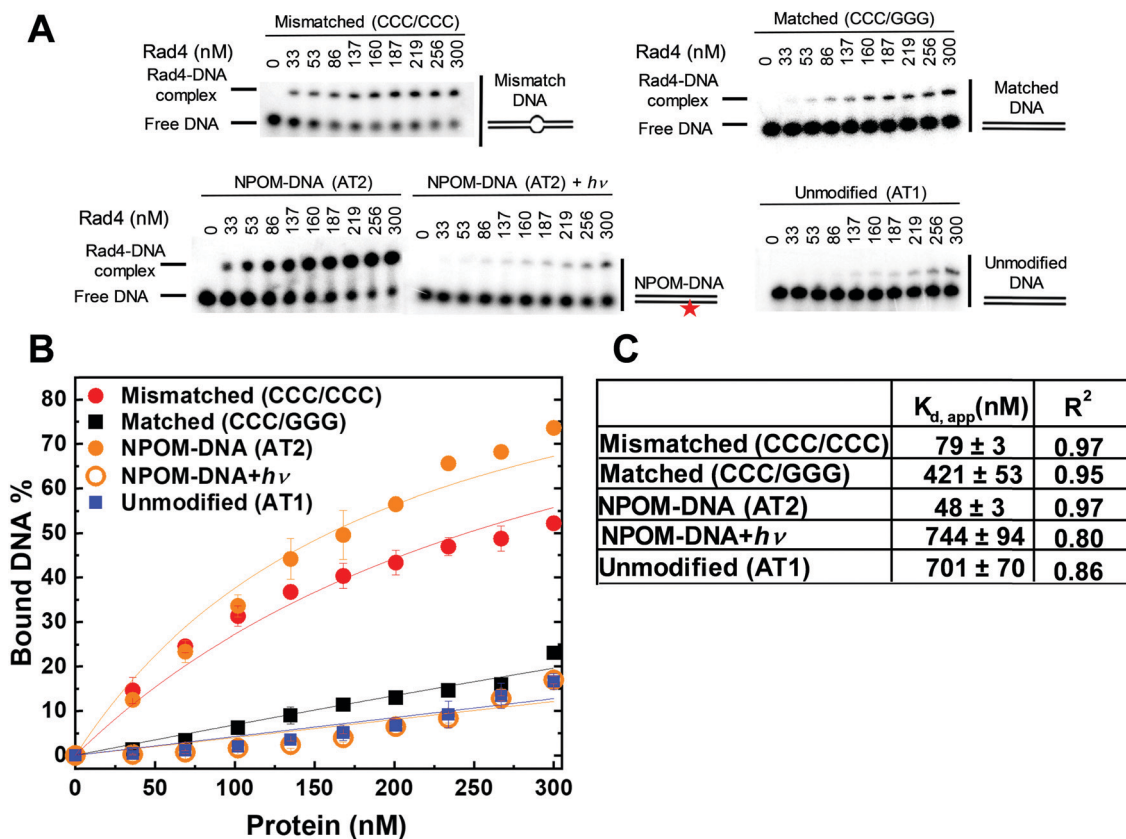 A
Mismatched (CCC/CCC)
Rad4 (nM)
0 33 53 86 137 160 187 219 256 300
Rad4-DNA
complex
Free DNA
Mismatch
DNA
Matched (CCC/GGG)
Rad4 (nM)
0 33 53 86 137 160 187 219 256 300
Rad4-DNA
complex
Free DNA
Matched
DNA
NPOM-DNA (AT2)
NPOM-DNA (AT2) + hν
Rad4 (nM)
0 33 53 86 137 160 187 219 256 300
0 33 53 86 137 160 187 219 256 300
Rad4-DNA
complex
Free DNA
NPOM-DNA
Unmodified (AT1)
0 33 53 86 137 160 187 219 256 300
Unmodified
DNA
B
Mismatched (CCC/CCC)
Matched (CCC/GGG)
NPOM-DNA (AT2)
NPOM-DNA+hν
Unmodified (AT1)
Bound DNA %
80
70
60
50
40
30
20
10
0
0 50 100 150 200 250 300
Protein (nM)
C
Kd, app(nM) R²
Mismatched (CCC/CCC) 79 ± 3 0.97
Matched (CCC/GGG) 421 ± 53 0.95
NPOM-DNA (AT2) 48 ± 3 0.97
NPOM-DNA+hν 744 ± 94 0.80
Unmodified (AT1) 701 ± 70 0.86